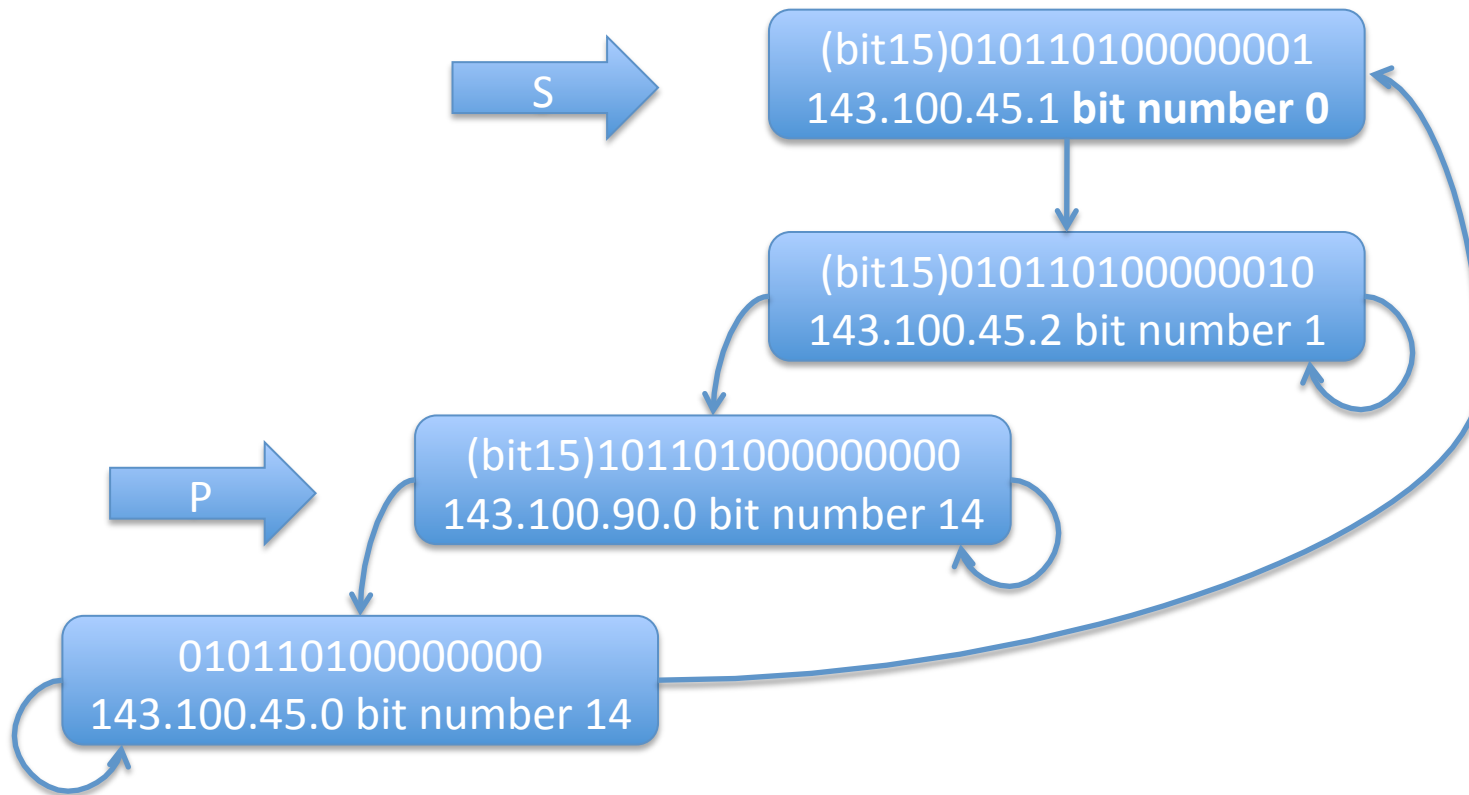 S
(bit15)010110100000001
143.100.45.1 bit number 0
(bit15)010110100000010
143.100.45.2 bit number 1
P
(bit15)101101000000000
143.100.90.0 bit number 14
010110100000000
143.100.45.0 bit number 14